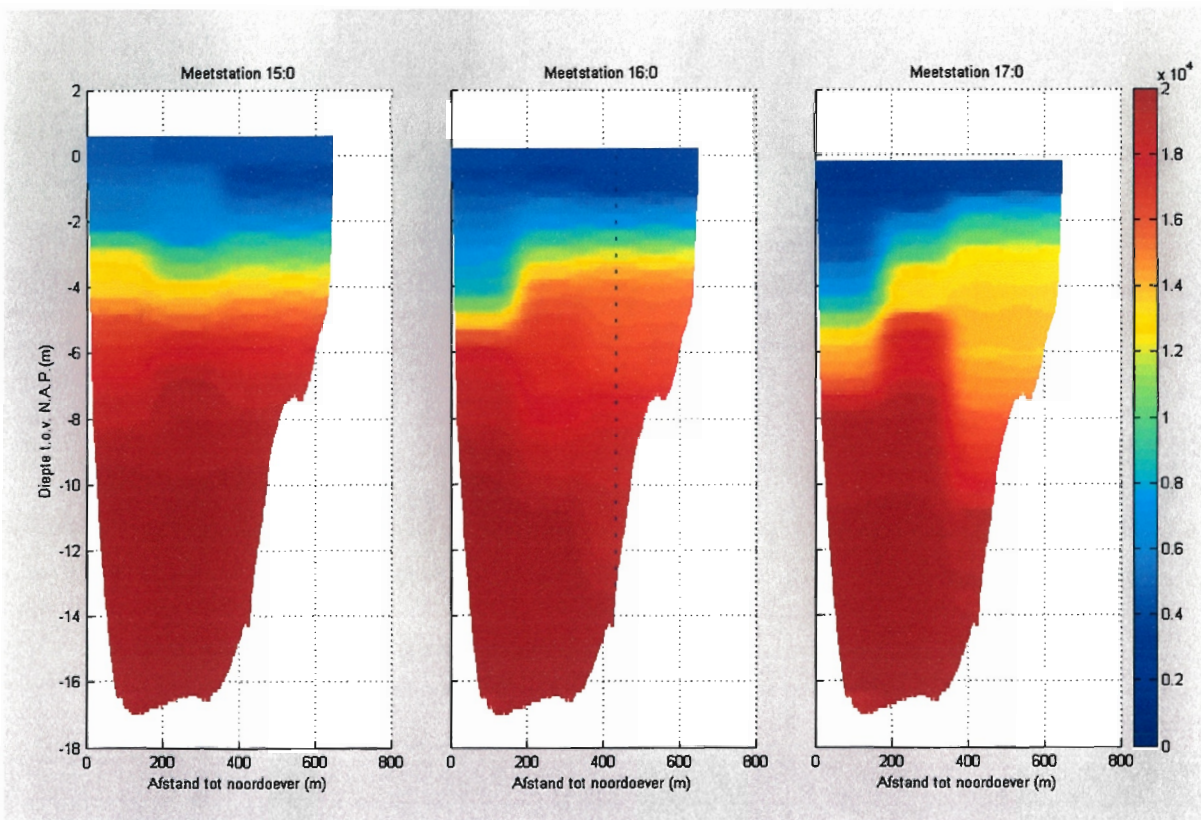 Meetstation 15:0
Meetstation 16:0
Meetstation 17:0
x 10^4
2
0
-2
-4
-6
-8
-10
-12
-14
-16
-18
Diepte t.o.v. N.A.P. (m)
0 200 400 600 800
0 200 400 600 800
0 200 400 600 800
Afstand tot noordoever (m)
Afstand tot noordoever (m)
Afstand tot noordoever (m)
2
1.8
1.6
1.4
1.2
1
0.8
0.6
0.4
0.2
0